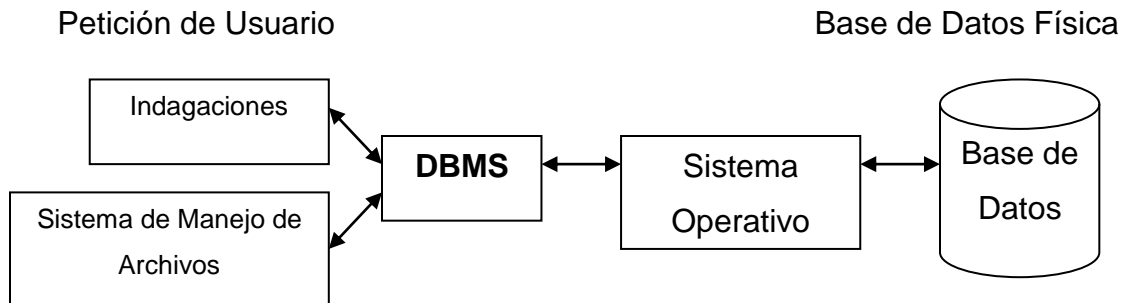 Petición de Usuario
Base de Datos Física
Indagaciones
Sistema de Manejo de
Archivos
DBMS
Sistema
Operativo
Base de
Datos